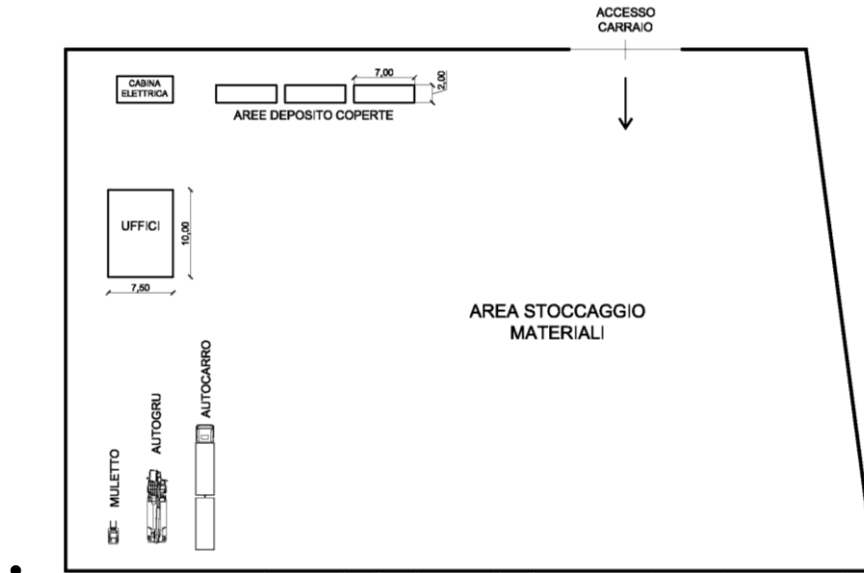 ACCESSO
CARRAIO
CABINA
ELETTRICA
7,00
2,00
AREE DEPOSITO COPERTE
UFFICI
10,00
7,50
AREA STOCCAGGIO
MATERIALI
AUTOCARRO
AUTOGRU
MULETTO